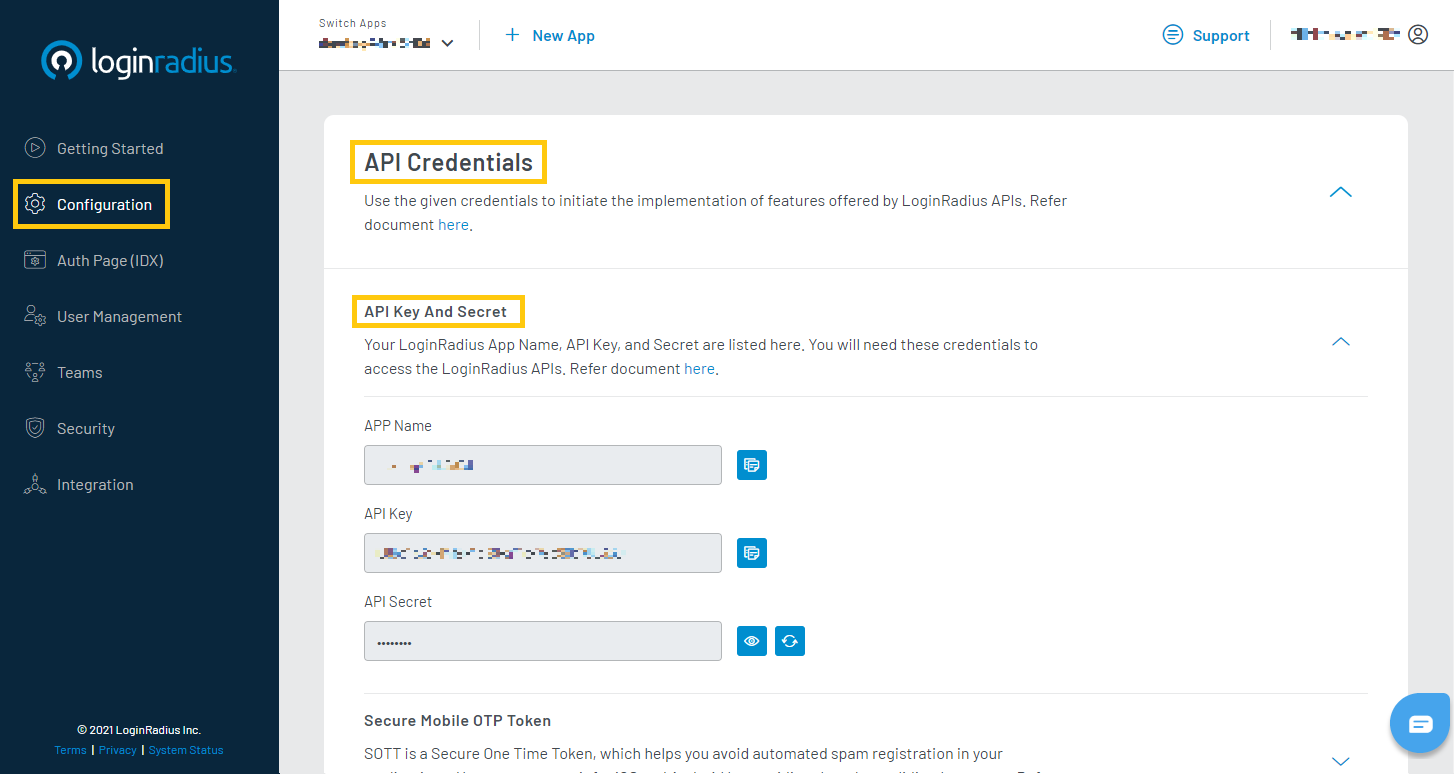 loginradius
Switch Apps
New App
Support
Getting Started
Configuration
Auth Page (IDX)
User Management
Teams
Security
Integration
© 2021 LoginRadius Inc.
Terms | Privacy | System Status
API Credentials
Use the given credentials to initiate the implementation of features offered by LoginRadius APIs. Refer
document here.
API Key And Secret
Your LoginRadius App Name, API Key, and Secret are listed here. You will need these credentials to
access the LoginRadius APIs. Refer document here.
APP Name
API Key
API Secret
••••••••
Secure Mobile OTP Token
SOTT is a Secure One Time Token, which helps you avoid automated spam registration in your